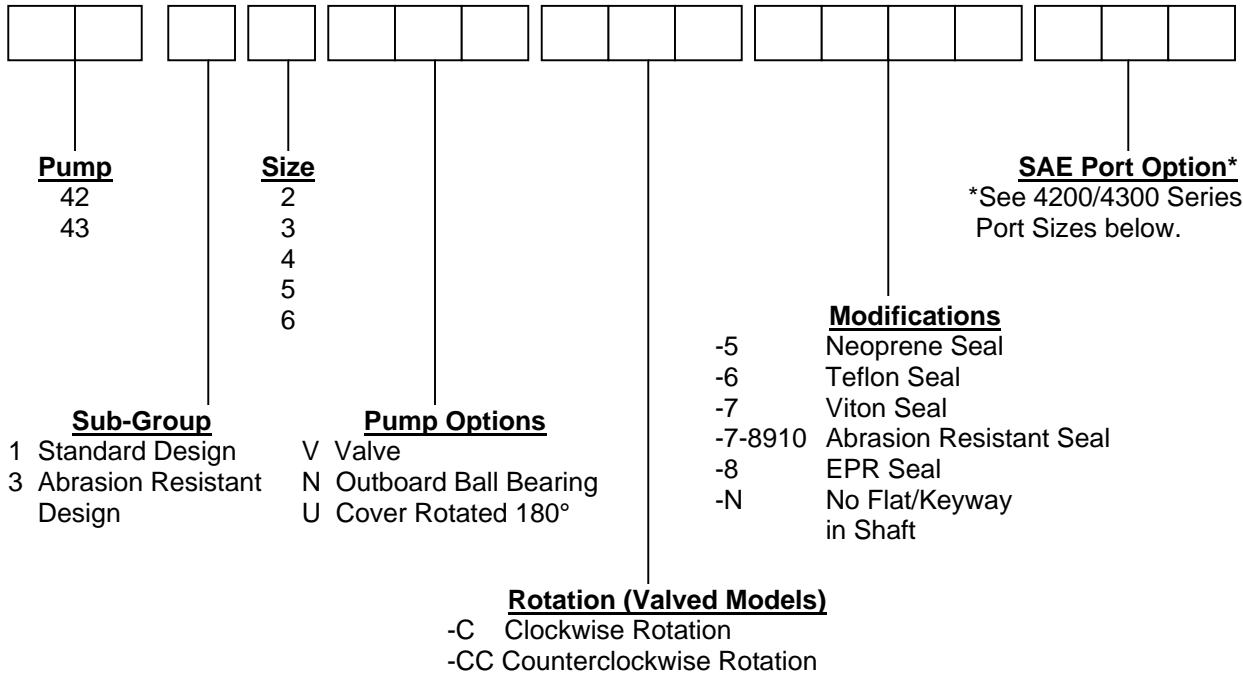 Pump
42
43
Size
2
3
4
5
6
SAE Port Option*
*See 4200/4300 Series
Port Sizes below.
Modifications
-5 Neoprene Seal
-6 Teflon Seal
-7 Viton Seal
-7-8910 Abrasion Resistant Seal
-8 EPR Seal
-N No Flat/Keyway
in Shaft
Sub-Group
1 Standard Design
3 Abrasion Resistant
Design
Pump Options
V Valve
N Outboard Ball Bearing
U Cover Rotated 180°
Rotation (Valved Models)
-C Clockwise Rotation
-CC Counterclockwise Rotation